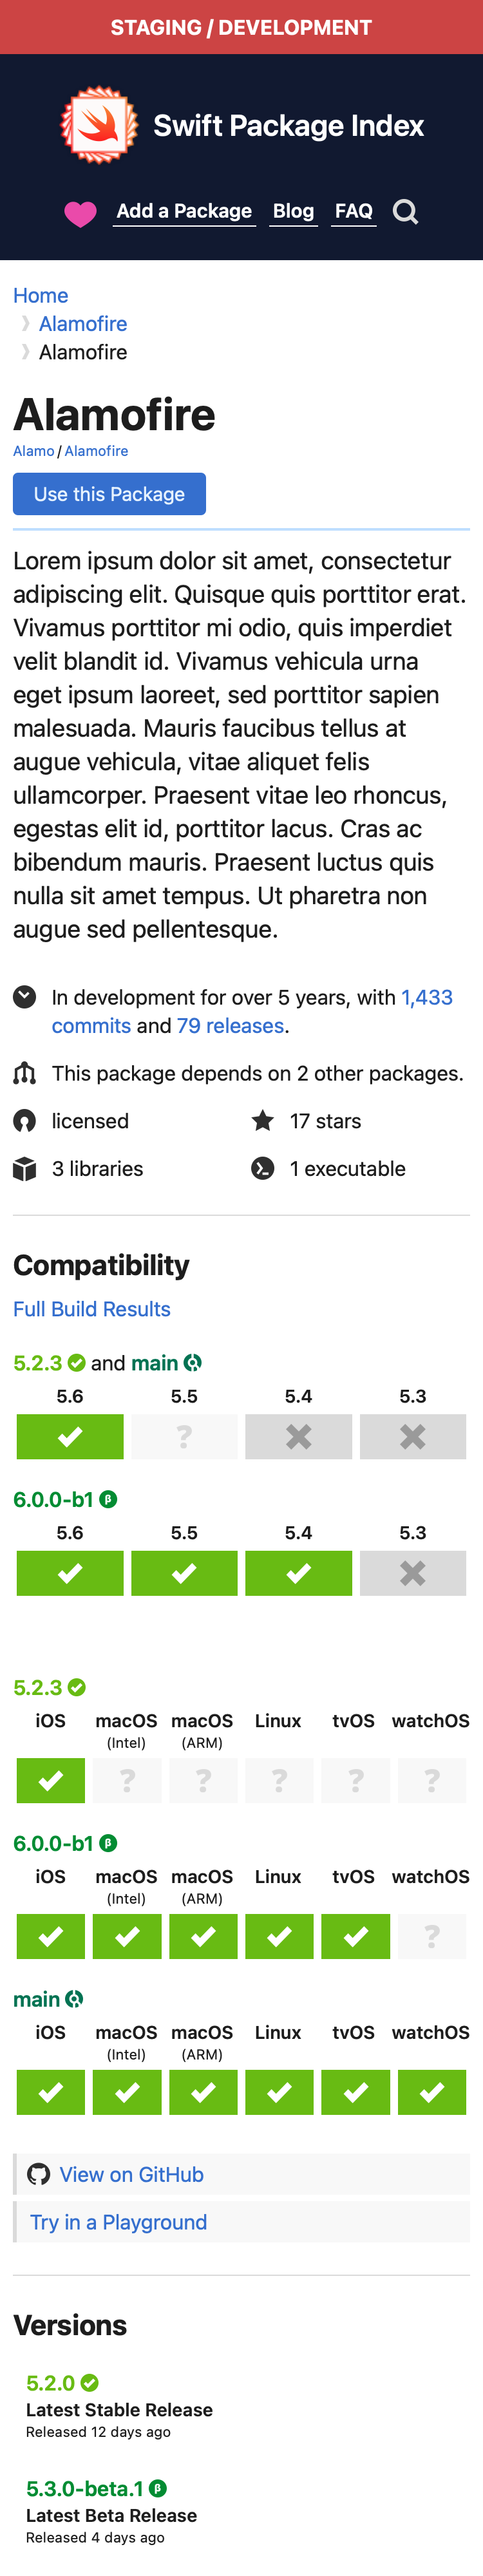 STAGING / DEVELOPMENT
Swift Package Index
Add a Package Blog FAQ
Home
Alamofire
Alamofire
Alamofire
Alamo / Alamofire
Use this Package
Lorem ipsum dolor sit amet, consectetur
adipiscing elit. Quisque quis porttitor erat.
Vivamus porttitor mi odio, quis imperdiet
velit blandit id. Vivamus vehicula urna
eget ipsum laoreet, sed porttitor sapien
malesuada. Mauris faucibus tellus at
augue vehicula, vitae aliquet felis
ullamcorper. Praesent vitae leo rhoncus,
egestas elit id, porttitor lacus. Cras ac
bibendum mauris. Praesent luctus quis
nulla sit amet tempus. Ut pharetra non
augue sed pellentesque.
In development for over 5 years, with 1,433
commits and 79 releases.
This package depends on 2 other packages.
licensed 17 stars
3 libraries 1 executable
Compatibility
Full Build Results
5.2.3 and main
5.6 5.5 5.4 5.3
?
6.0.0-b1 β
5.6 5.5 5.4 5.3
5.2.3
iOS macOS macOS Linux tvOS watchOS
(Intel) (ARM)
? ? ? ? ?
6.0.0-b1 β
iOS macOS macOS Linux tvOS watchOS
(Intel) (ARM)
?
main
iOS macOS macOS Linux tvOS watchOS
(Intel) (ARM)
View on GitHub
Try in a Playground
Versions
5.2.0
Latest Stable Release
Released 12 days ago
5.3.0-beta.1 β
Latest Beta Release
Released 4 days ago